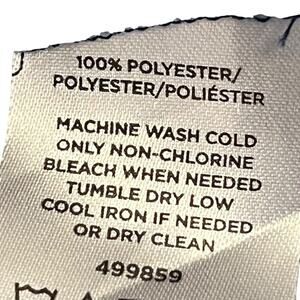 100% POLYESTER/
POLYESTER/POLIÉSTER
MACHINE WASH COLD
ONLY NON-CHLORINE
BLEACH WHEN NEEDED
TUMBLE DRY LOW
COOL IRON IF NEEDED
OR DRY CLEAN
499859